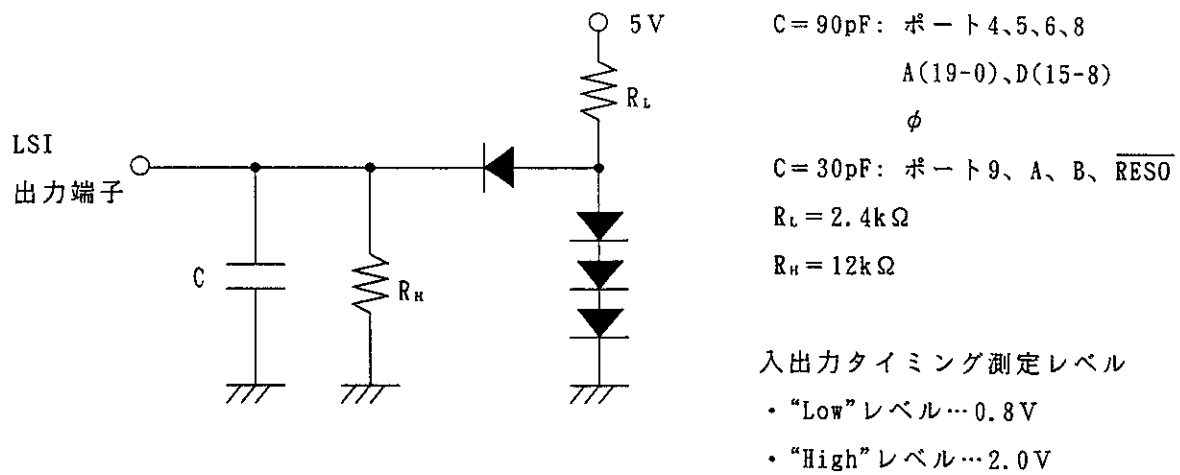 5V
R_L
LSI
出力端子
C
R_H
C=90pF: ポート4、5、6、8
A(19-0)、D(15-8)
φ
C=30pF: ポート9、A、B、R̅E̅S̅O̅
R_L=2.4kΩ
R_H=12kΩ
入出力タイミング測定レベル
・“Low”レベル…0.8V
・“High”レベル…2.0V